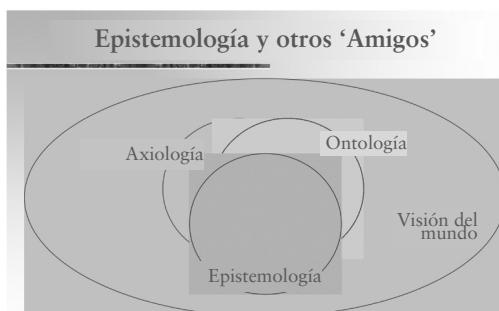 Epistemología y otros ‘Amigos’
Axiología
Ontología
Visión del
mundo
Epistemología